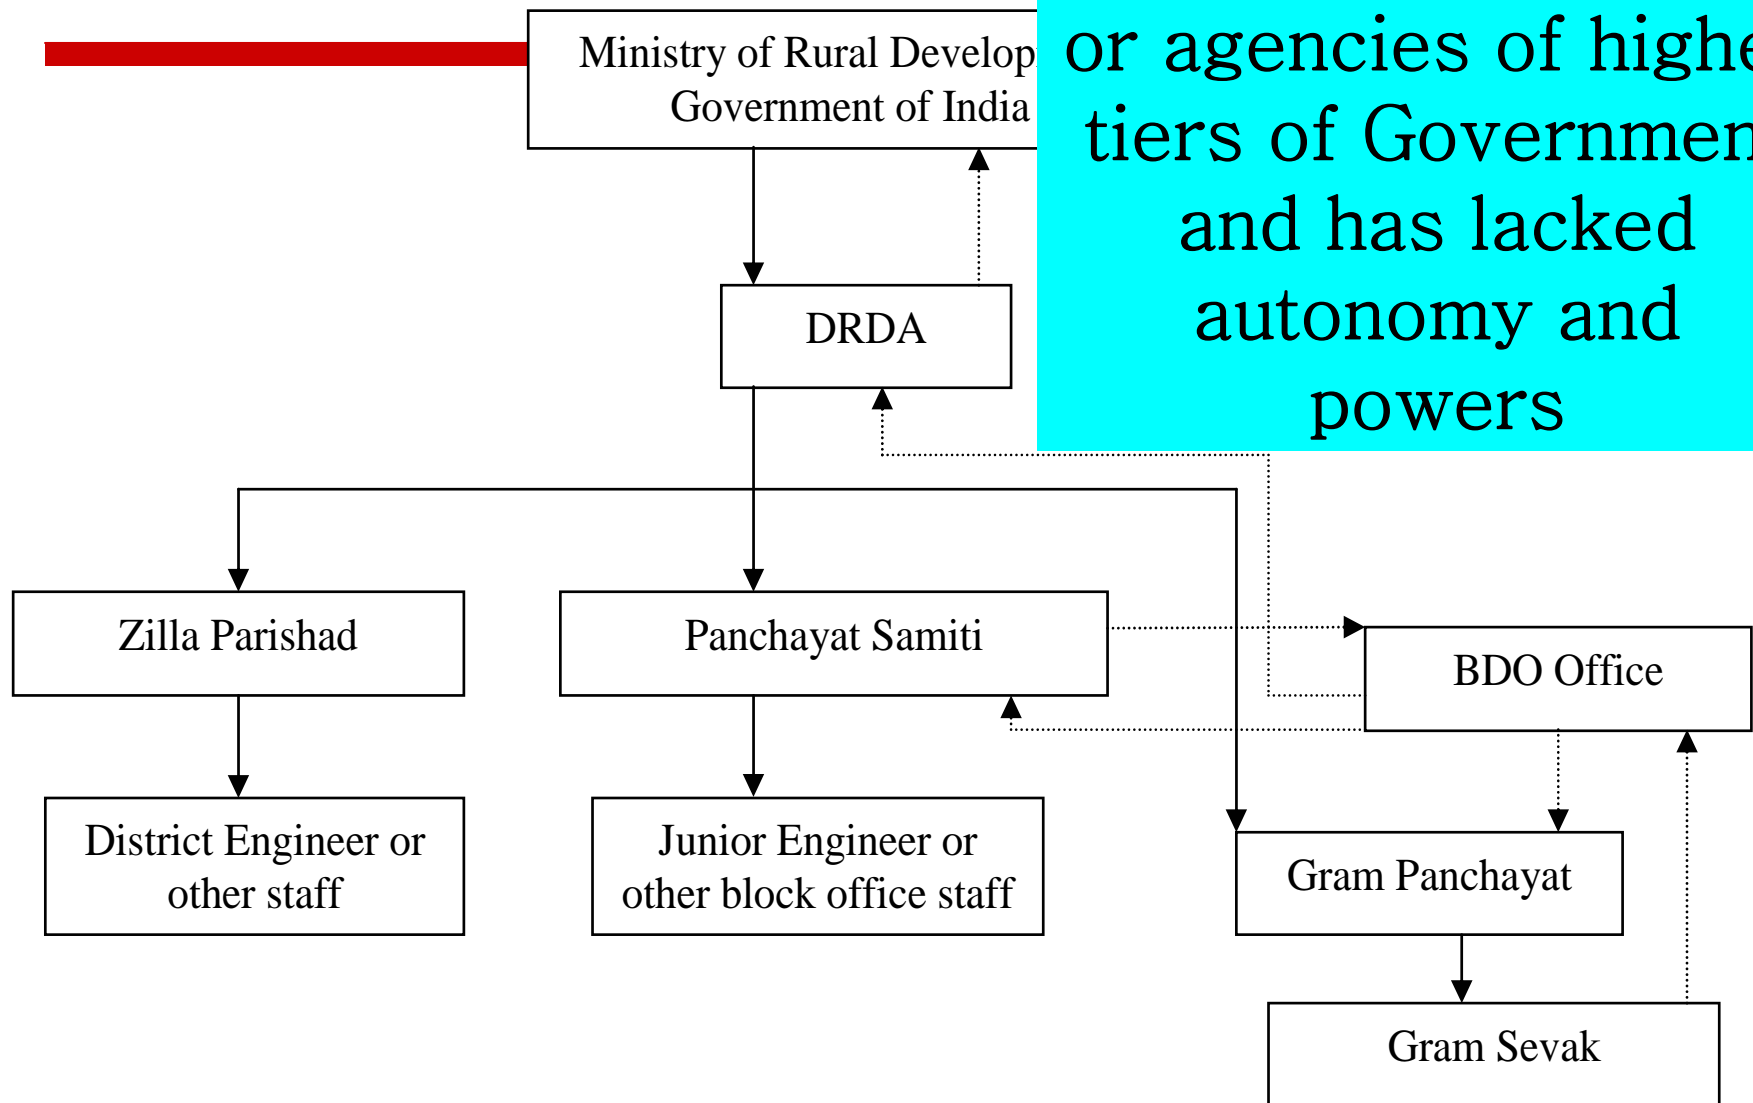 Ministry of Rural Develop
Government of India
or agencies of highe
tiers of Governmen
and has lacked
autonomy and
powers
DRDA
Zilla Parishad
Panchayat Samiti
BDO Office
District Engineer or
other staff
Junior Engineer or
other block office staff
Gram Panchayat
Gram Sevak